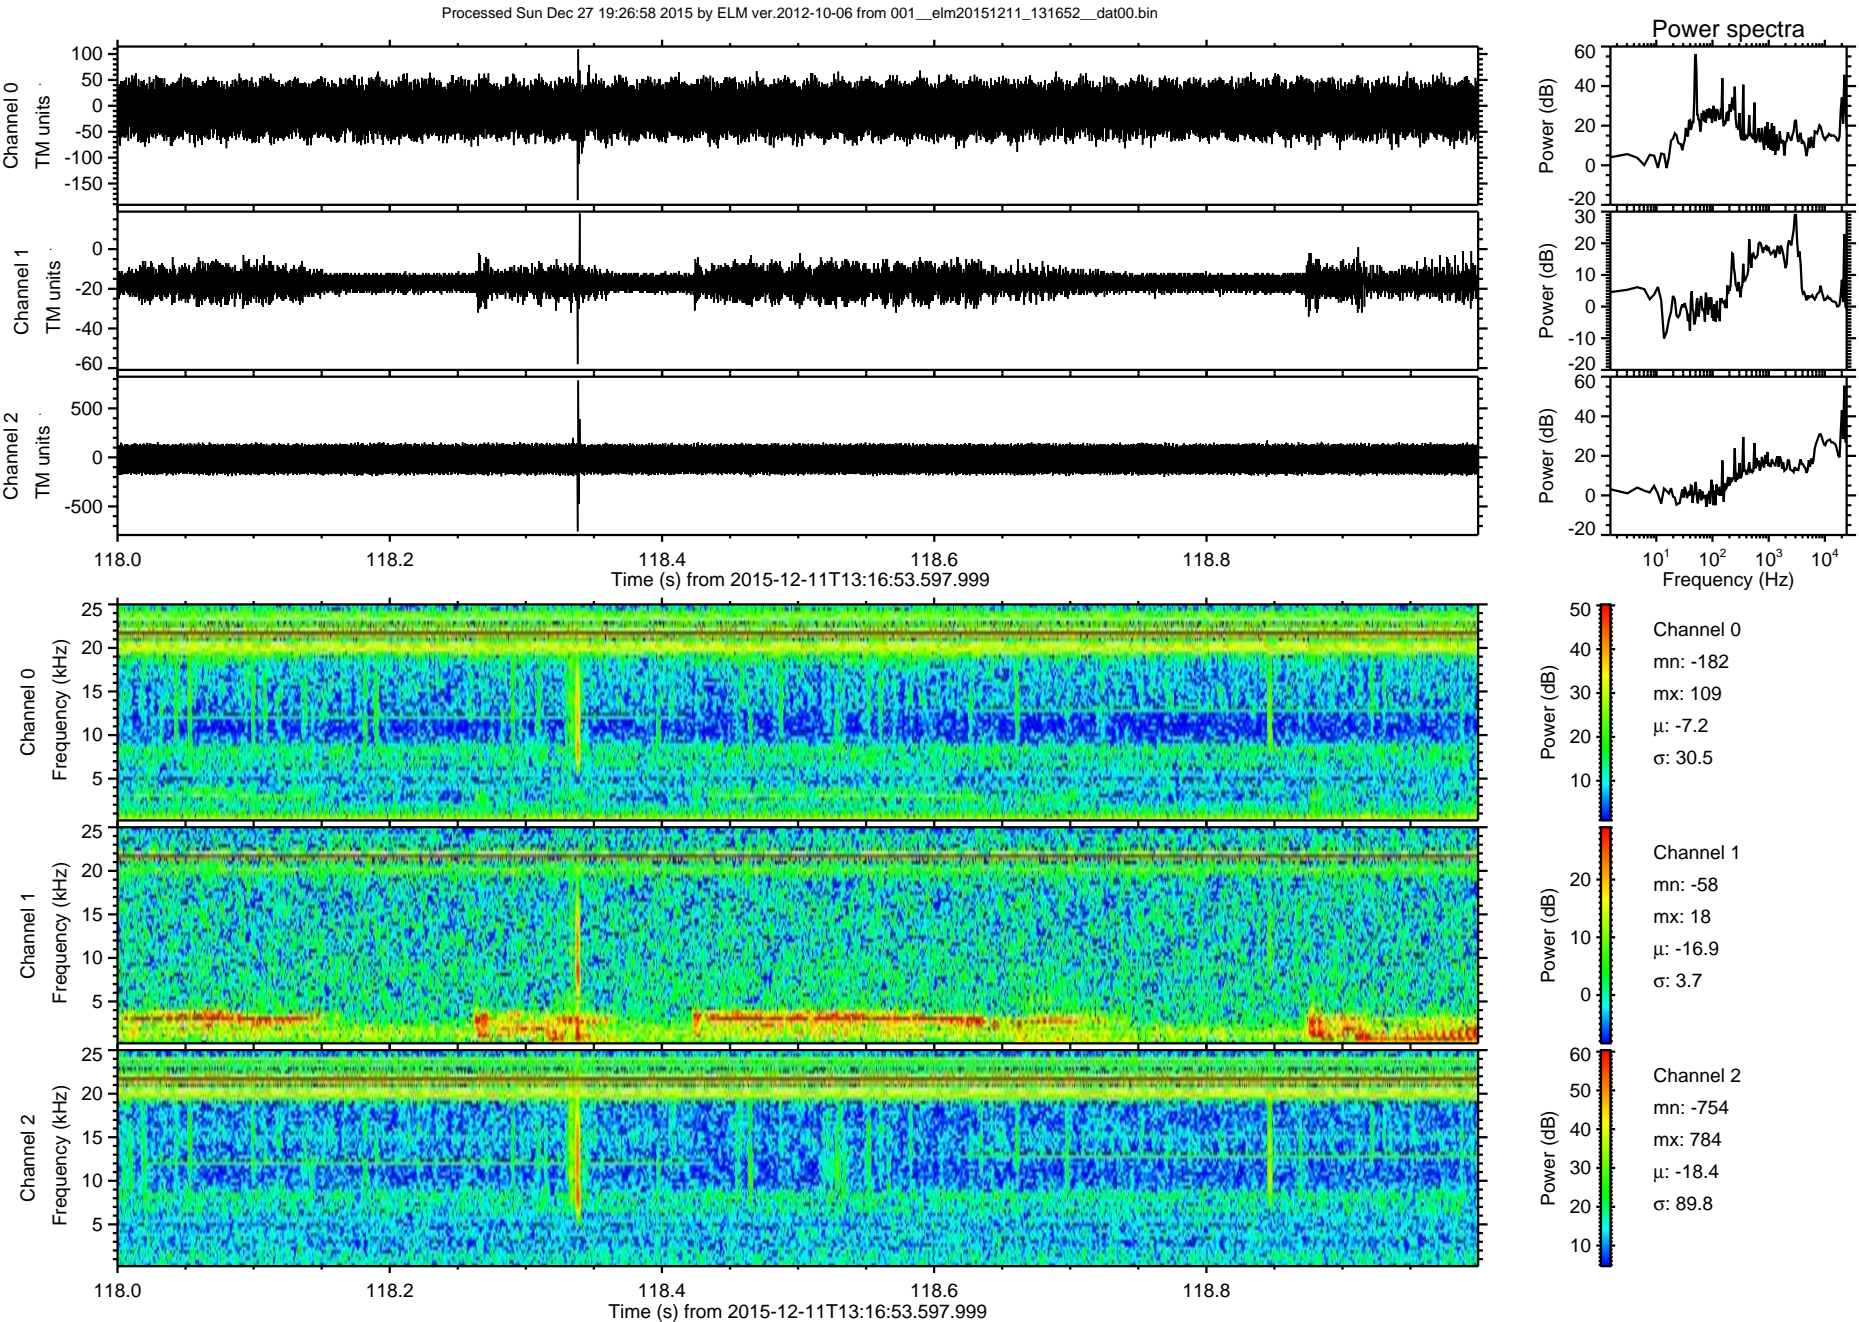 Processed Sun Dec 27 19:26:58 2015 by ELM ver.2012-10-06 from 001__elm20151211_131652__dat00.bin
Power spectra
Channel 0
TM units
100
50
0
-50
-100
-150
Power (dB)
60
40
20
0
-20
Channel 1
TM units
0
-20
-40
-60
Power (dB)
30
20
10
0
-10
-20
Channel 2
TM units
500
0
-500
Power (dB)
60
40
20
0
-20
118.0 118.2 118.4 118.6 118.8
Time (s) from 2015-12-11T13:16:53.597.999
10¹ 10² 10³ 10⁴
Frequency (Hz)
Channel 0
Frequency (kHz)
25
20
15
10
5
Power (dB)
50
40
30
20
10
Channel 0
mn: -182
mx: 109
μ: -7.2
σ: 30.5
Channel 1
Frequency (kHz)
25
20
15
10
5
Power (dB)
20
10
0
Channel 1
mn: -58
mx: 18
μ: -16.9
σ: 3.7
Channel 2
Frequency (kHz)
25
20
15
10
5
Power (dB)
60
50
40
30
20
10
Channel 2
mn: -754
mx: 784
μ: -18.4
σ: 89.8
118.0 118.2 118.4 118.6 118.8
Time (s) from 2015-12-11T13:16:53.597.999